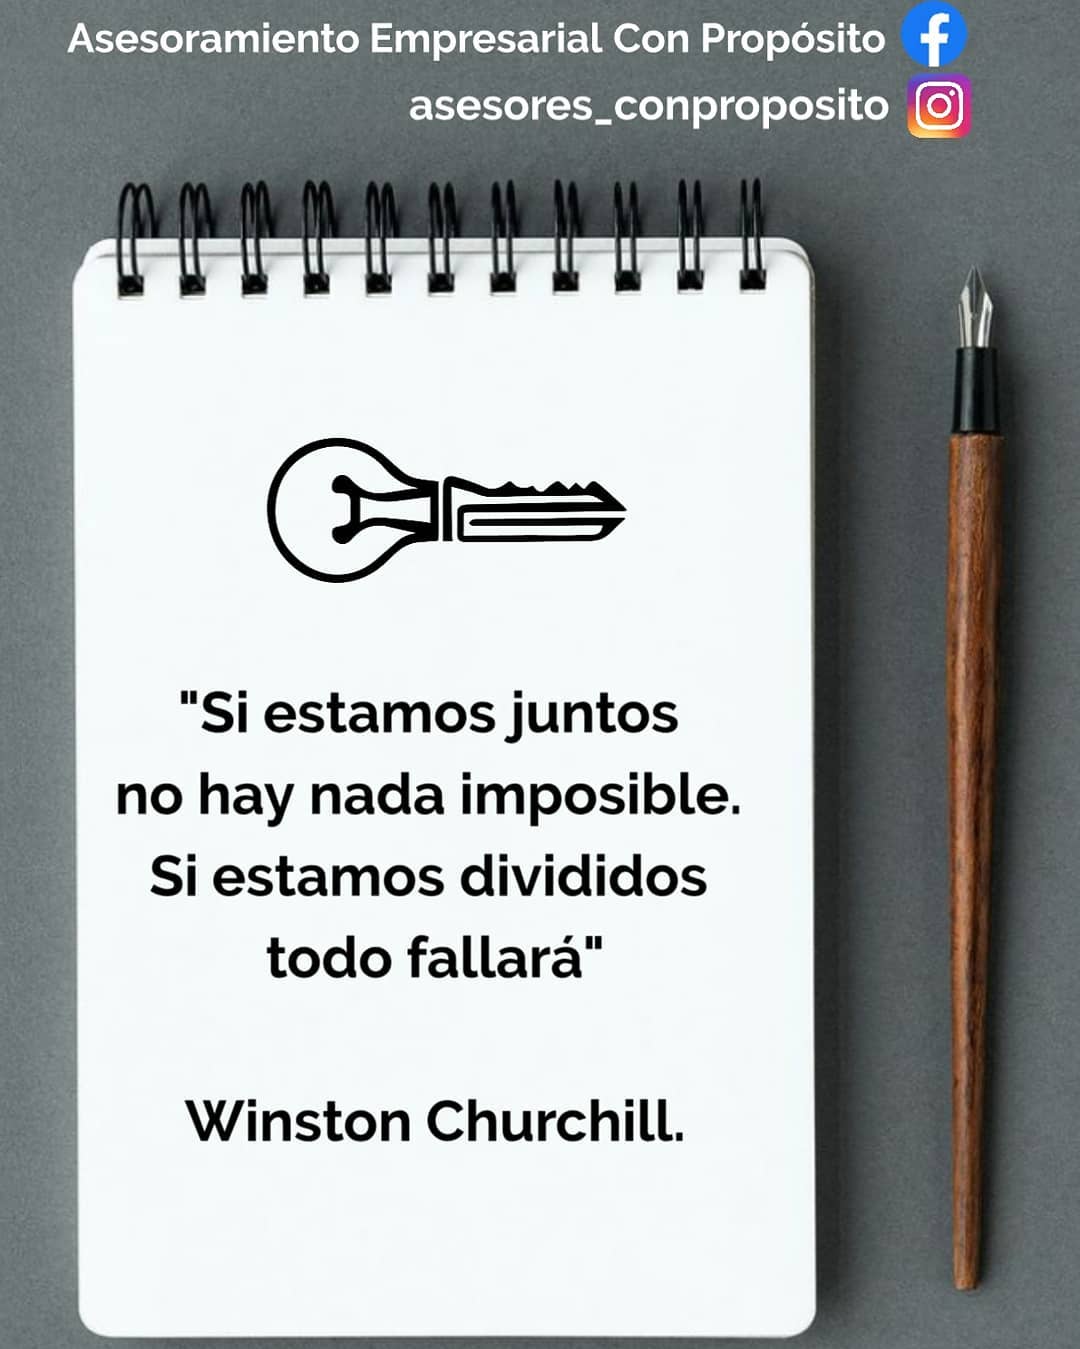 Asesoramiento Empresarial Con Propósito
asesores_conproposito
"Si estamos juntos
no hay nada imposible.
Si estamos divididos
todo fallará"
Winston Churchill.